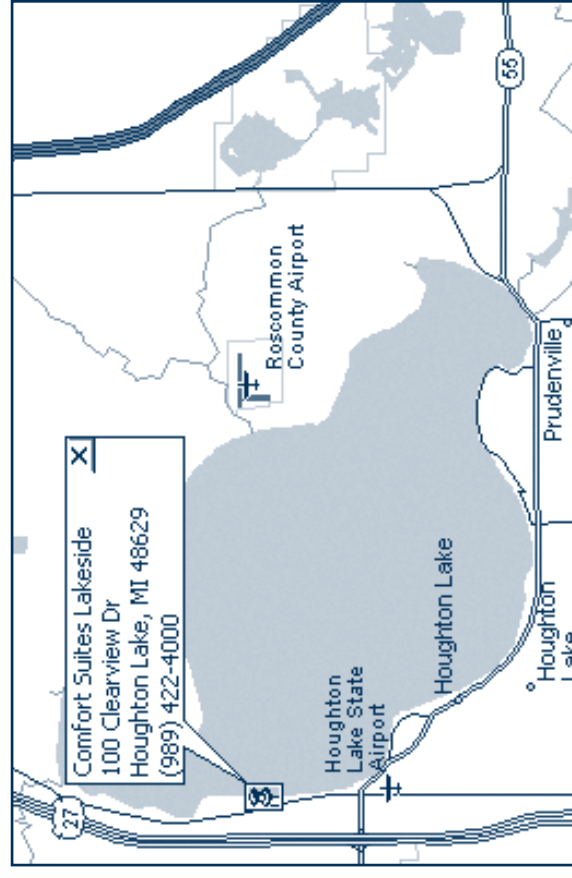 Comfort Suites Lakeside
100 Clearview Dr
Houghton Lake, MI 48629
(989) 422-4000
X
27
Roscommon
County Airport
Houghton
Lake State
Airport
Houghton Lake
55
Prudenville
Houghton
Lake